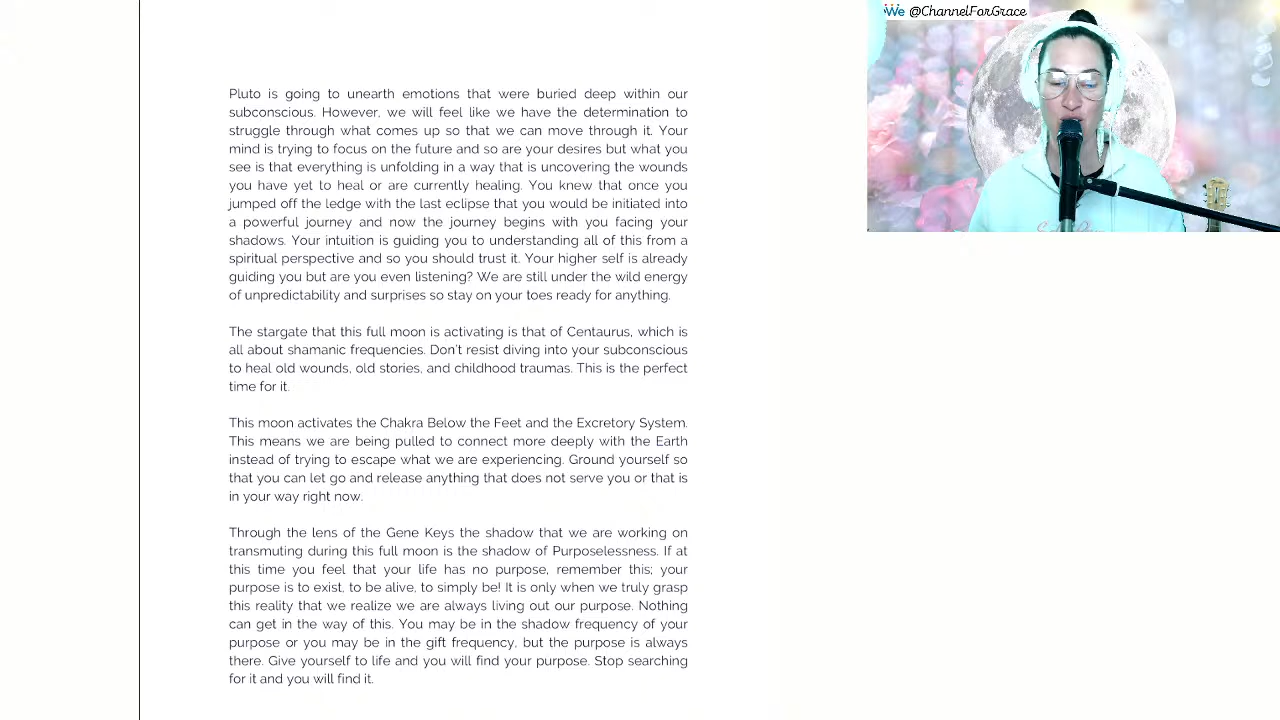 We @ChannelForGrace
Pluto is going to unearth emotions that were buried deep within our
subconscious. However, we will feel like we have the determination to
struggle through what comes up so that we can move through it. Your
mind is trying to focus on the future and so are your desires but what you
see is that everything is unfolding in a way that is uncovering the wounds
you have yet to heal or are currently healing. You knew that once you
jumped off the ledge with the last eclipse that you would be initiated into
a powerful journey and now the journey begins with you facing your
shadows. Your intuition is guiding you to understanding all of this from a
spiritual perspective and so you should trust it. Your higher self is already
guiding you but are you even listening? We are still under the wild energy
of unpredictability and surprises so stay on your toes ready for anything.
The stargate that this full moon is activating is that of Centaurus, which is
all about shamanic frequencies. Don't resist diving into your subconscious
to heal old wounds, old stories, and childhood traumas. This is the perfect
time for it.
This moon activates the Chakra Below the Feet and the Excretory System.
This means we are being pulled to connect more deeply with the Earth
instead of trying to escape what we are experiencing. Ground yourself so
that you can let go and release anything that does not serve you or that is
in your way right now.
Through the lens of the Gene Keys the shadow that we are working on
transmuting during this full moon is the shadow of Purposelessness. If at
this time you feel that your life has no purpose, remember this; your
purpose is to exist, to be alive, to simply be! It is only when we truly grasp
this reality that we realize we are always living out our purpose. Nothing
can get in the way of this. You may be in the shadow frequency of your
purpose or you may be in the gift frequency, but the purpose is always
there. Give yourself to life and you will find your purpose. Stop searching
for it and you will find it.